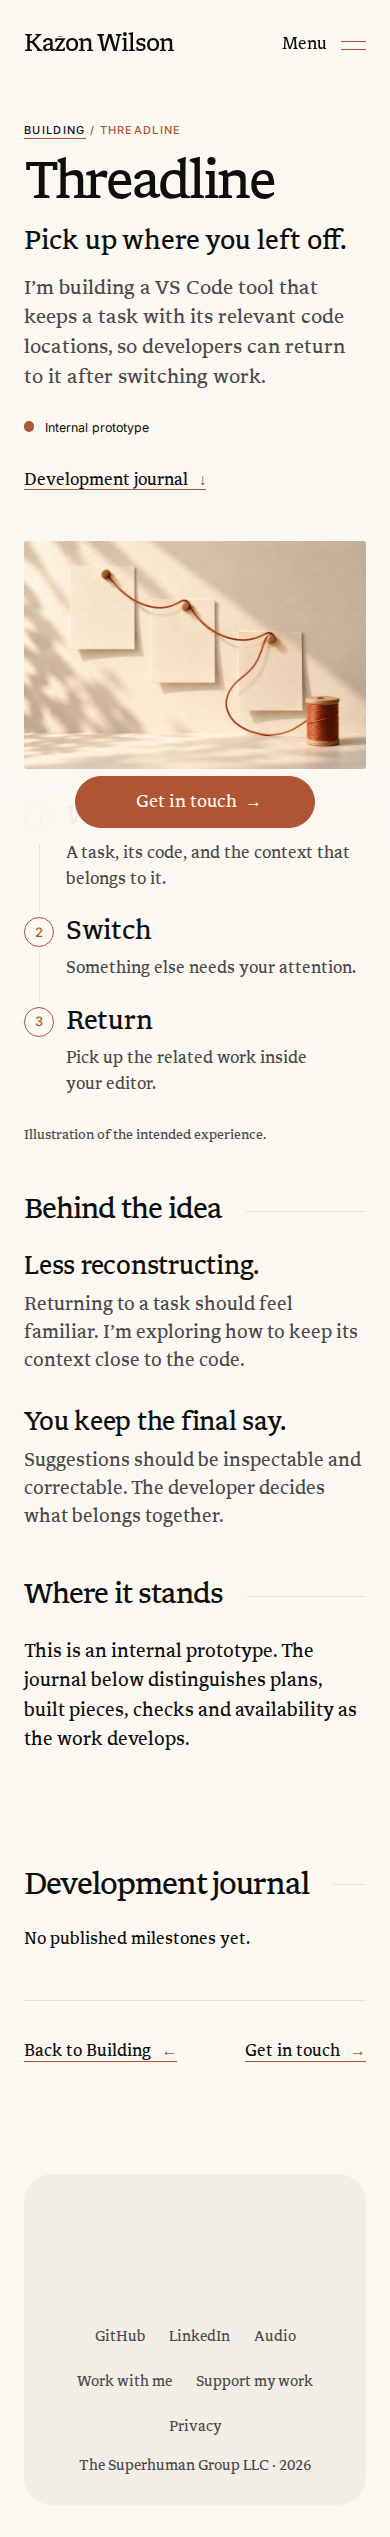 Kazon Wilson
Menu
BUILDING / THREADLINE
Threadline
Pick up where you left off.
I’m building a VS Code tool that
keeps a task with its relevant code
locations, so developers can return
to it after switching work.
Internal prototype
Development journal ↓
Get in touch →
A task, its code, and the context that
belongs to it.
2 Switch
Something else needs your attention.
3 Return
Pick up the related work inside
your editor.
Illustration of the intended experience.
Behind the idea
Less reconstructing.
Returning to a task should feel
familiar. I’m exploring how to keep its
context close to the code.
You keep the final say.
Suggestions should be inspectable and
correctable. The developer decides
what belongs together.
Where it stands
This is an internal prototype. The
journal below distinguishes plans,
built pieces, checks and availability as
the work develops.
Development journal
No published milestones yet.
Back to Building ←
Get in touch →
GitHub LinkedIn Audio
Work with me Support my work
Privacy
The Superhuman Group LLC · 2026